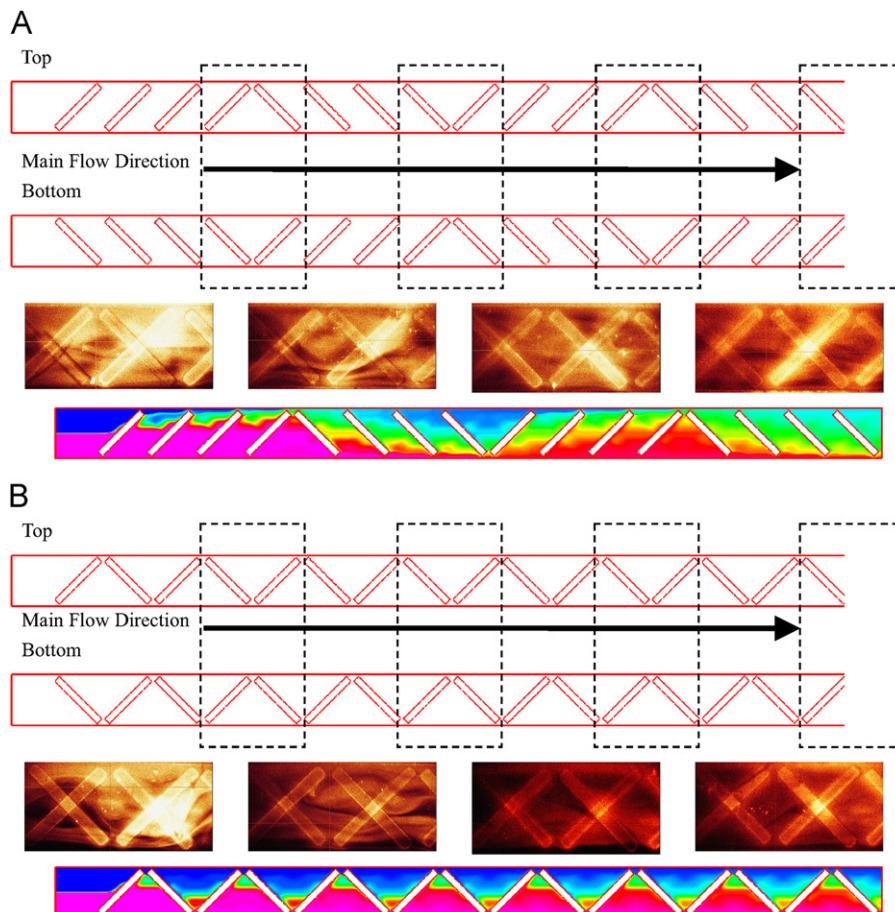 A
Top
Main Flow Direction
Bottom
B
Top
Main Flow Direction
Bottom